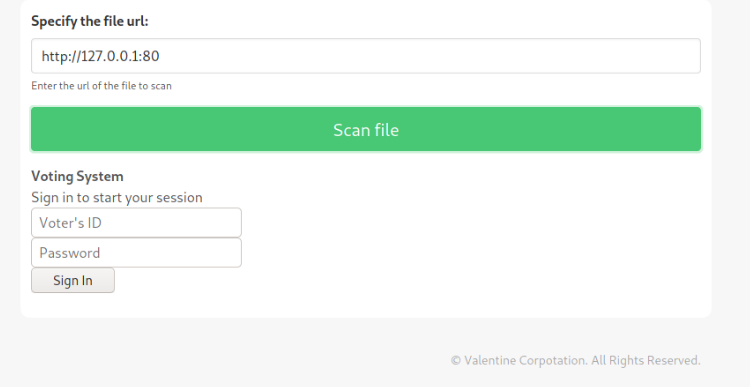 Specify the file url:
http://127.0.0.1:80
Enter the url of the file to scan
Scan file
Voting System
Sign in to start your session
Voter's ID
Password
Sign In
© Valentine Corpotation. All Rights Reserved.